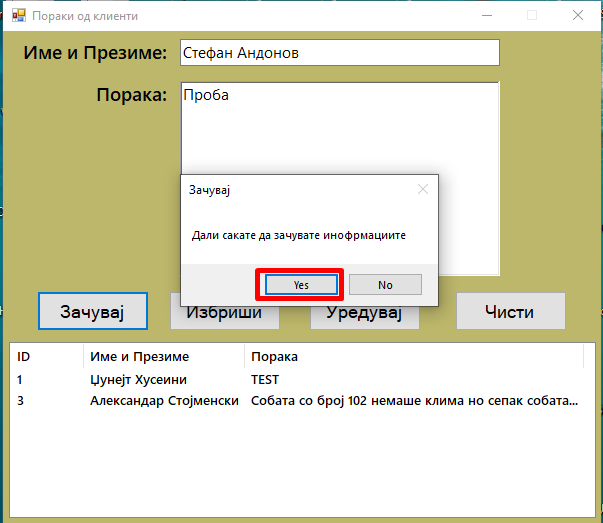 Пораки од клиенти
Име и Презиме: Стефан Андонов
Порака: Проба
Зачувај
Дали сакате да зачувате инофрмациите
Yes No
Зачувај Избриши Уредувај Чисти
ID Име и Презиме Порака
1 Џунејт Хусеини TEST
3 Александар Стојменски Собата со број 102 немаше клима но сепак собата...